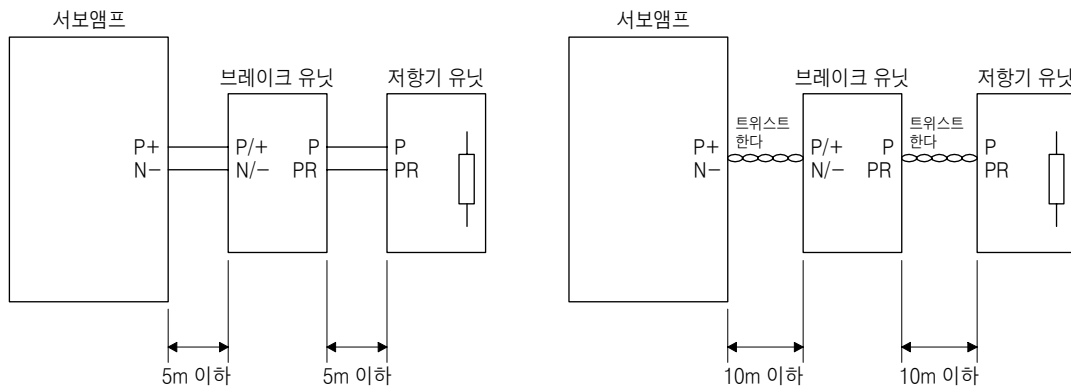 서보앰프
브레이크 유닛
저항기 유닛
P+
N−
P/+
N/−
P
PR
P
PR
5m 이하
5m 이하
서보앰프
브레이크 유닛
저항기 유닛
트위스트
한다
트위스트
한다
P+
N−
P/+
N/−
P
PR
P
PR
10m 이하
10m 이하